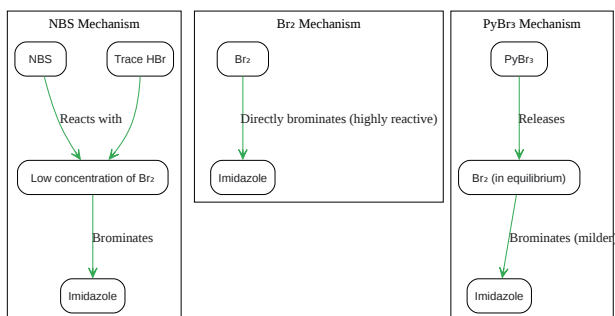 NBS Mechanism
NBS
Trace HBr
Reacts with
Low concentration of Br₂
Brominates
Imidazole
Br₂ Mechanism
Br₂
Directly brominates (highly reactive)
Imidazole
PyBr₃ Mechanism
PyBr₃
Releases
Br₂ (in equilibrium)
Brominates (milder)
Imidazole